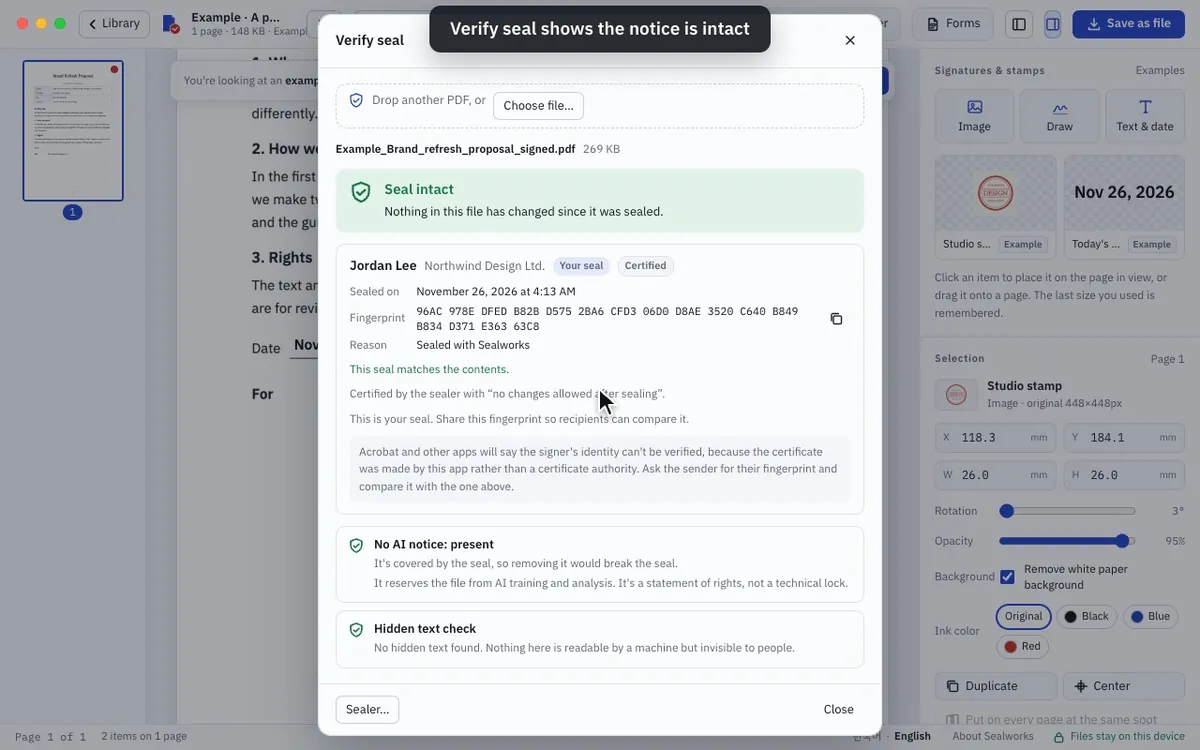 Library
Example · A p...
1 page · 148 KB · Exampl
Verify seal shows the notice is intact
Forms
Save as file
Verify seal
You're looking at an examp
differently.
2. How we
In the first
we make tw
and the gui
3. Rights
The text an
are for revi
Date Nov
For
1
Drop another PDF, or Choose file...
Example_Brand_refresh_proposal_signed.pdf 269 KB
Seal intact
Nothing in this file has changed since it was sealed.
Jordan Lee Northwind Design Ltd. Your seal Certified
Sealed on November 26, 2026 at 4:13 AM
Fingerprint 96AC 978E DFED B82B D575 2BA6 CFD3 06D0 D8AE 3520 C640 B849
B834 D371 E363 63C8
Reason Sealed with Sealworks
This seal matches the contents.
Certified by the sealer with “no changes allowed after sealing”.
This is your seal. Share this fingerprint so recipients can compare it.
Acrobat and other apps will say the signer's identity can't be verified, because the certificate
was made by this app rather than a certificate authority. Ask the sender for their fingerprint and
compare it with the one above.
No AI notice: present
It's covered by the seal, so removing it would break the seal.
It reserves the file from AI training and analysis. It's a statement of rights, not a technical lock.
Hidden text check
No hidden text found. Nothing here is readable by a machine but invisible to people.
Sealer...
Close
Signatures & stamps Examples
Image Draw Text & date
DESIGN
Nov 26, 2026
Studio s... Example Today's ... Example
Click an item to place it on the page in view, or
drag it onto a page. The last size you used is
remembered.
Selection Page 1
Studio stamp
Image · original 448×448px
X 118.3 mm Y 184.1 mm
W 26.0 mm H 26.0 mm
Rotation 3°
Opacity 95%
Background Remove white paper
background
Ink color Original Black Blue
Red
Duplicate Center
Put on every page at the same spot
Page 1 of 1 2 items on 1 page
English About Sealworks Files stay on this device